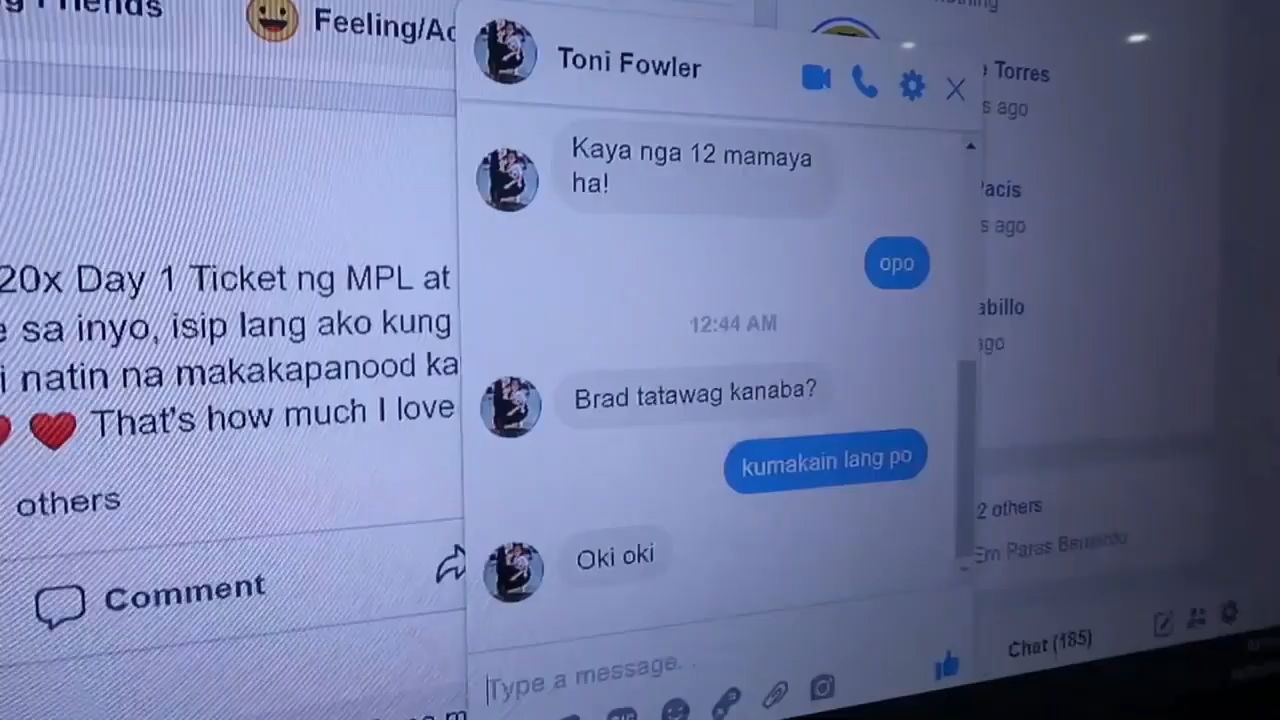 Friends
Feeling/Ac
20x Day 1 Ticket ng MPL at
sa inyo, isip lang ako kung
natin na makakapanood ka
That's how much I love
others
Comment
Toni Fowler
Kaya nga 12 mamaya
ha!
opo
12:44 AM
Brad tatawag kanaba?
kumakain lang po
Oki oki
Type a message...
Torres
s ago
acis
s ago
abillo
ago
2 others
Em Paras
Chat (185)